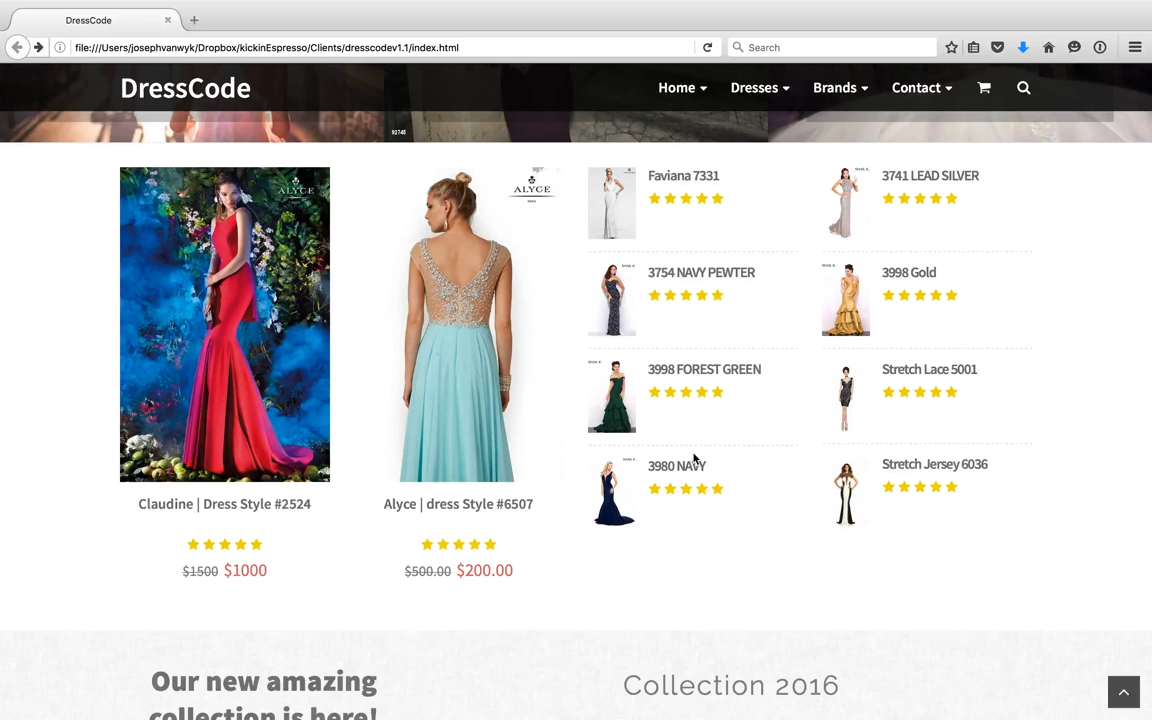 DressCode
file:///Users/josephvanwyk/Dropbox/kickinEspresso/Clients/dresscodev1.1/index.html
Search
DressCode
Home
Dresses
Brands
Contact
92745
ALYCE
ALYCE
PARIS
Faviana 7331
3741 LEAD SILVER
3754 NAVY PEWTER
3998 Gold
3998 FOREST GREEN
Stretch Lace 5001
3980 NAVY
Stretch Jersey 6036
Claudine | Dress Style #2524
Alyce | dress Style #6507
$1500 $1000
$500.00 $200.00
Our new amazing
collection is here!
Collection 2016